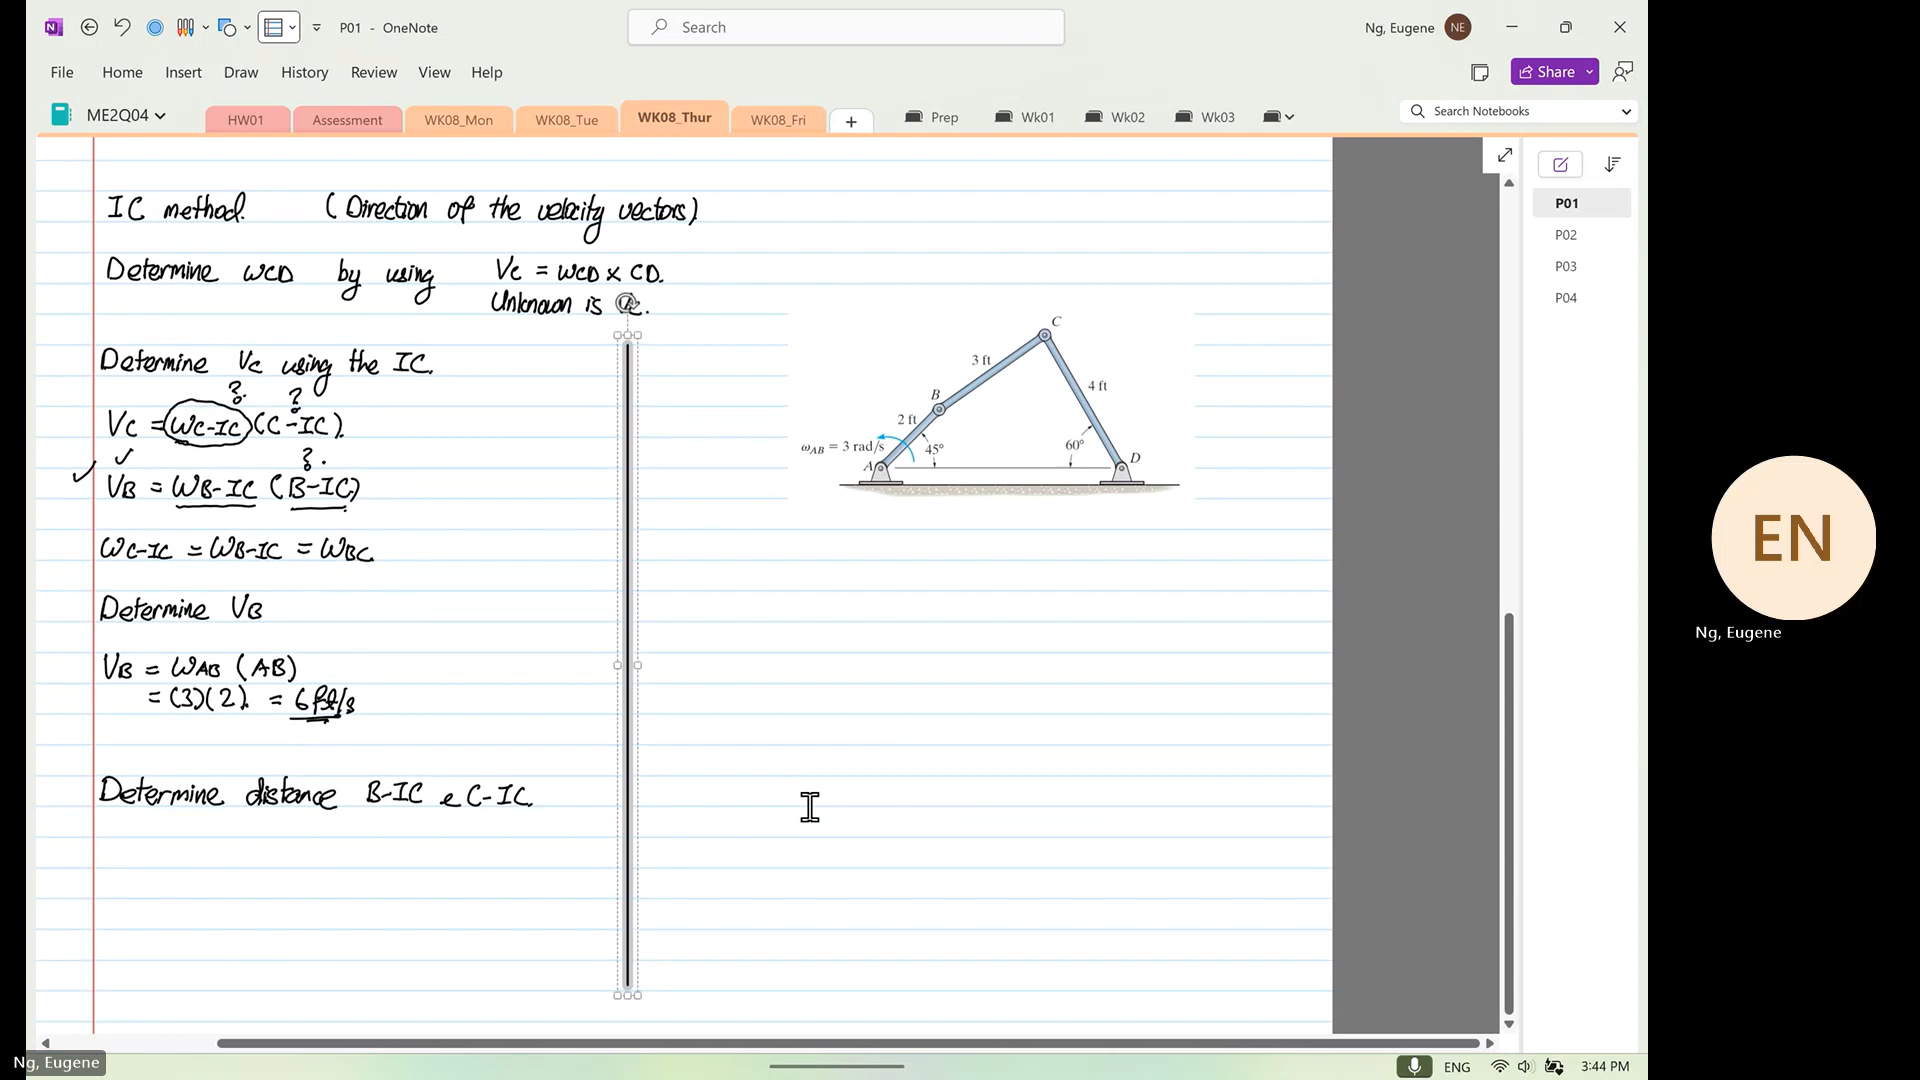 P01 - OneNote
Search
Ng, Eugene
NE
File Home Insert Draw History Review View Help
Share
ME2Q04
HW01 Assessment WK08_Mon WK08_Tue WK08_Thur WK08_Fri
Prep Wk01 Wk02 Wk03
Search Notebooks
P01
P02
P03
P04
IC method. (Direction of the velocity vectors).
Determine ωCD by using VC = ωCD × CD.
Unknown is
Determine VC using the IC.
? ?
VC = (ωC-IC)(C-IC).
✓ ?
✓ VB = ωB-IC (B-IC)
ωC-IC = ωB-IC = ωBC
Determine VB
VB = ωAB (AB)
= (3)(2). = 6 ft/s
Determine distance B-IC & C-IC.
C
3 ft
4 ft
B
2 ft
ωAB = 3 rad/s
45°
60°
A
D
EN
Ng, Eugene
Ng, Eugene
ENG
3:44 PM